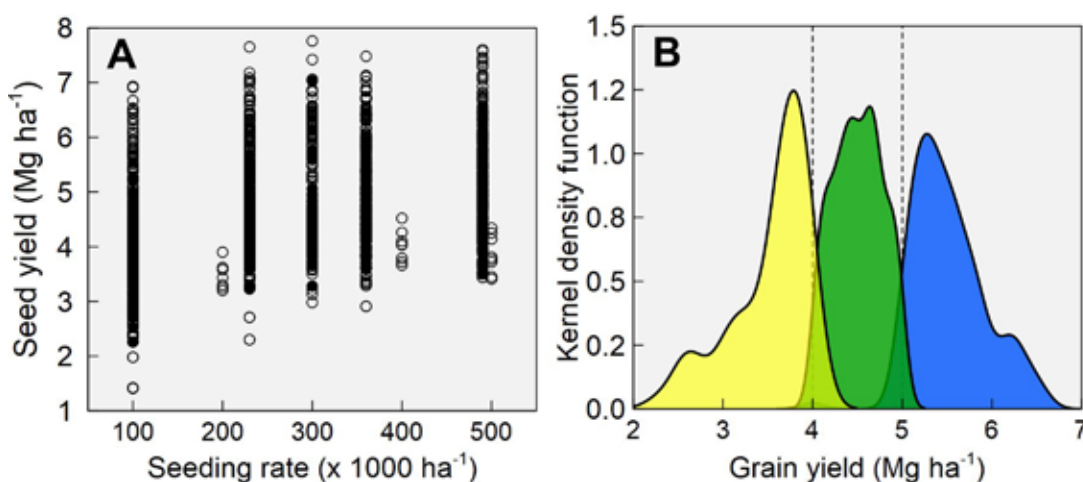 A
8
7
6
5
4
3
2
1
100 200 300 400 500
Seed yield (Mg ha⁻¹)
Seeding rate (x 1000 ha⁻¹)
B
1.5
1.2
1.0
0.8
0.5
0.2
0.0
2 3 4 5 6 7
Kernel density function
Grain yield (Mg ha⁻¹)